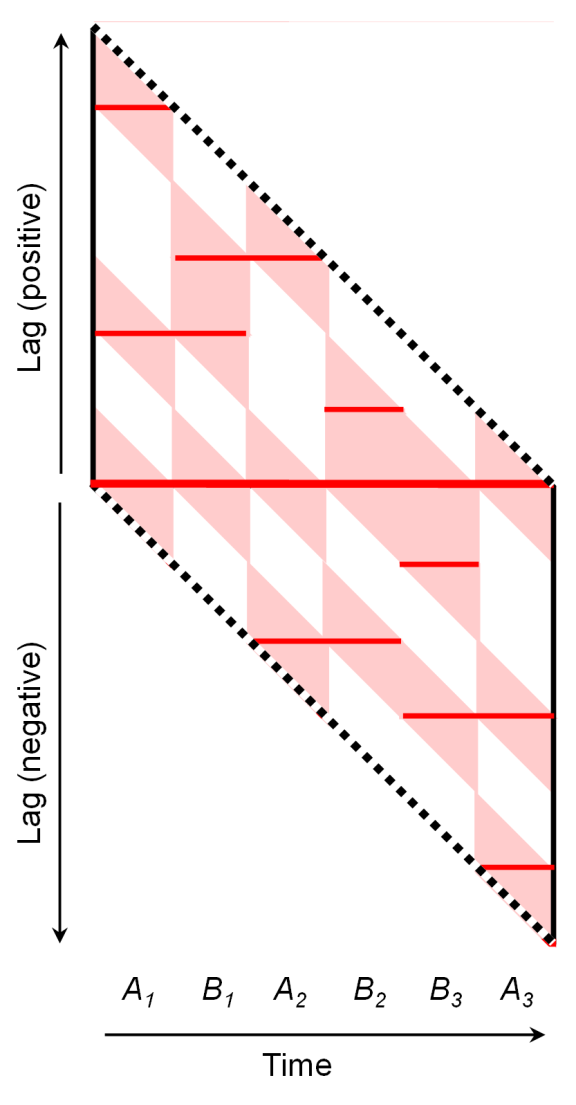 Lag (positive)
Lag (negative)
A1 B1 A2 B2 B3 A3
Time